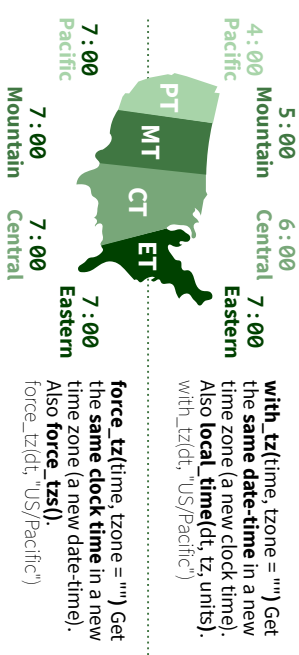 4:00
Pacific
5:00
Mountain
6:00
Central
7:00
Eastern
PT
MT
CT
ET
7:00
Pacific
7:00
Mountain
7:00
Central
7:00
Eastern
with_tz(time, tzone = "") Get
the same date-time in a new
time zone (a new clock time).
Also local_time(dt, tz, units).
with_tz(dt, "US/Pacific")
force_tz(time, tzone = "") Get
the same clock time in a new
time zone (a new date-time).
Also force_tzs().
force_tz(dt, "US/Pacific")